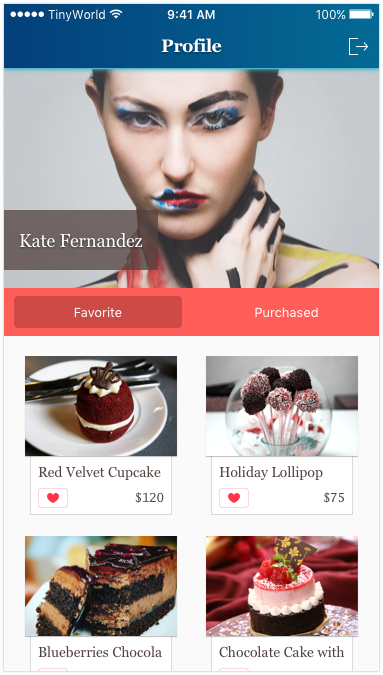 TinyWorld 9:41 AM 100%
Profile
Kate Fernandez
Favorite Purchased
Red Velvet Cupcake Holiday Lollipop
$120 $75
Blueberries Chocola Chocolate Cake with